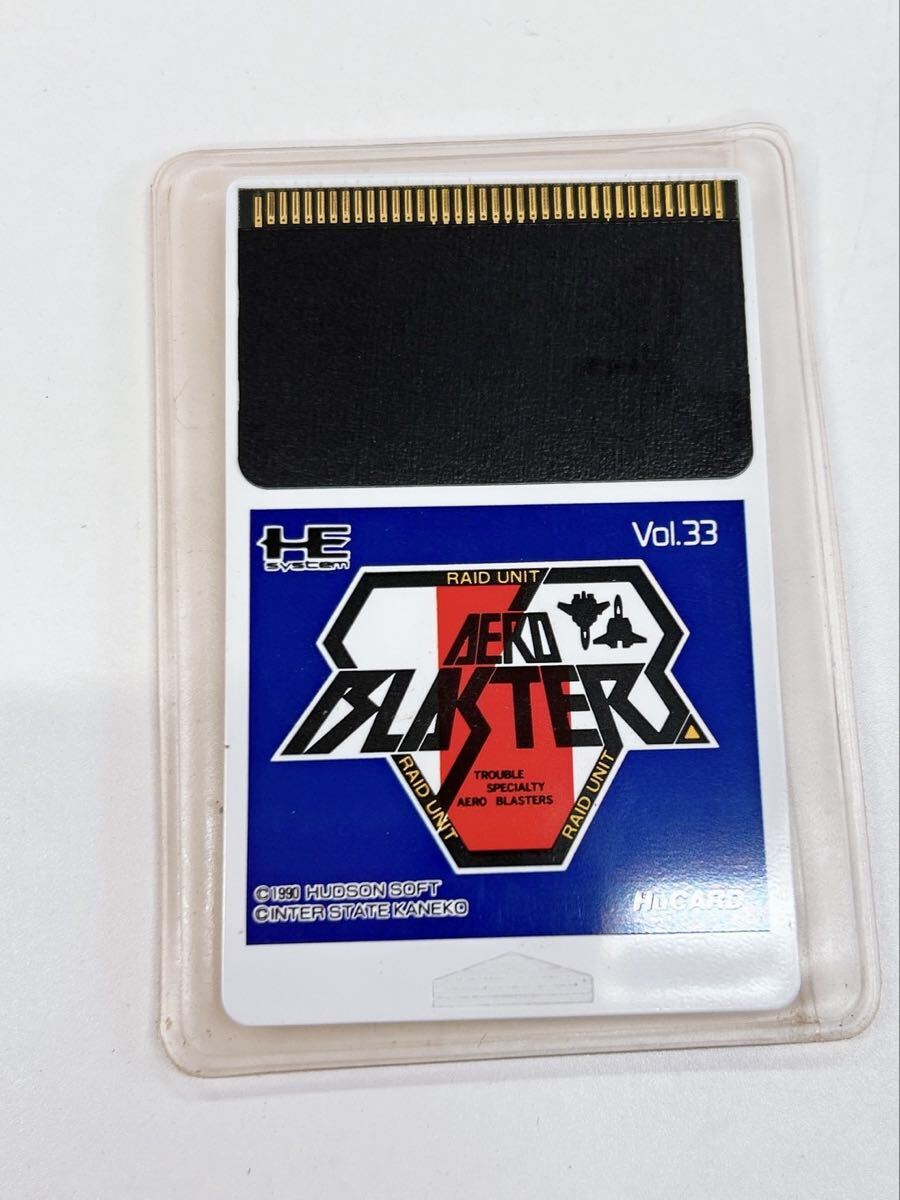 HE
system
Vol.33
RAID UNIT
AERO
BLASTERS
TROUBLE
SPECIALTY
AERO BLASTERS
RAID UNIT
RAID UNIT
©1990 HUDSON SOFT
©INTER STATE KANEKO
HuCARD